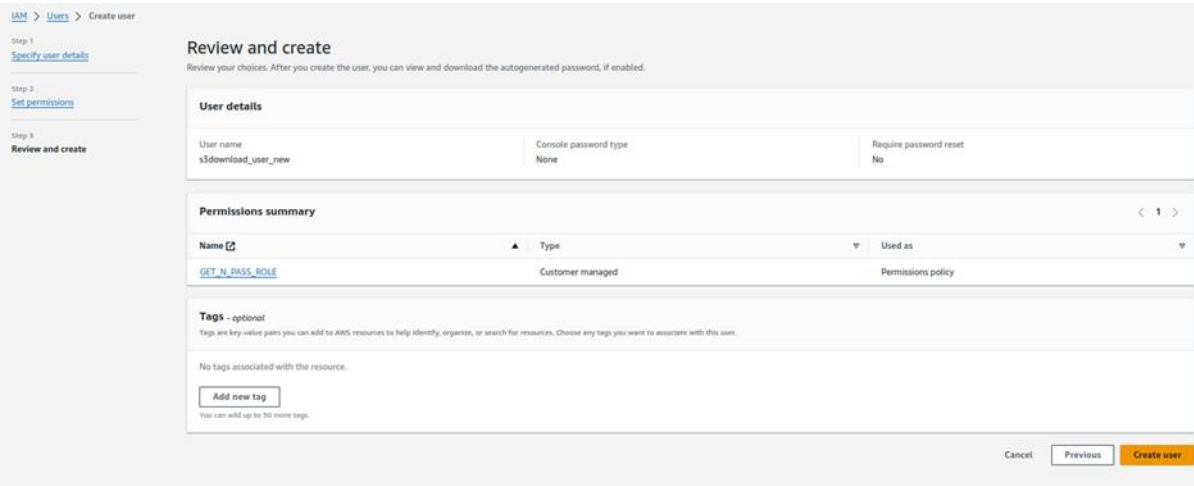 IAM > Users > Create user
Step 1
Specify user details
Step 2
Set permissions
Step 3
Review and create
Review and create
Review your choices. After you create the user, you can view and download the autogenerated password, if enabled.
User details
User name
s3download_user_new
Console password type
None
Require password reset
No
Permissions summary
< 1 >
Name Type Used as
GET_N_PASS_ROLE Customer managed Permissions policy
Tags - optional
Tags are key-value pairs you can add to AWS resources to help identify, organize, or search for resources. Choose any tags you want to associate with this user.
No tags associated with the resource.
Add new tag
You can add up to 50 more tags.
Cancel Previous Create user